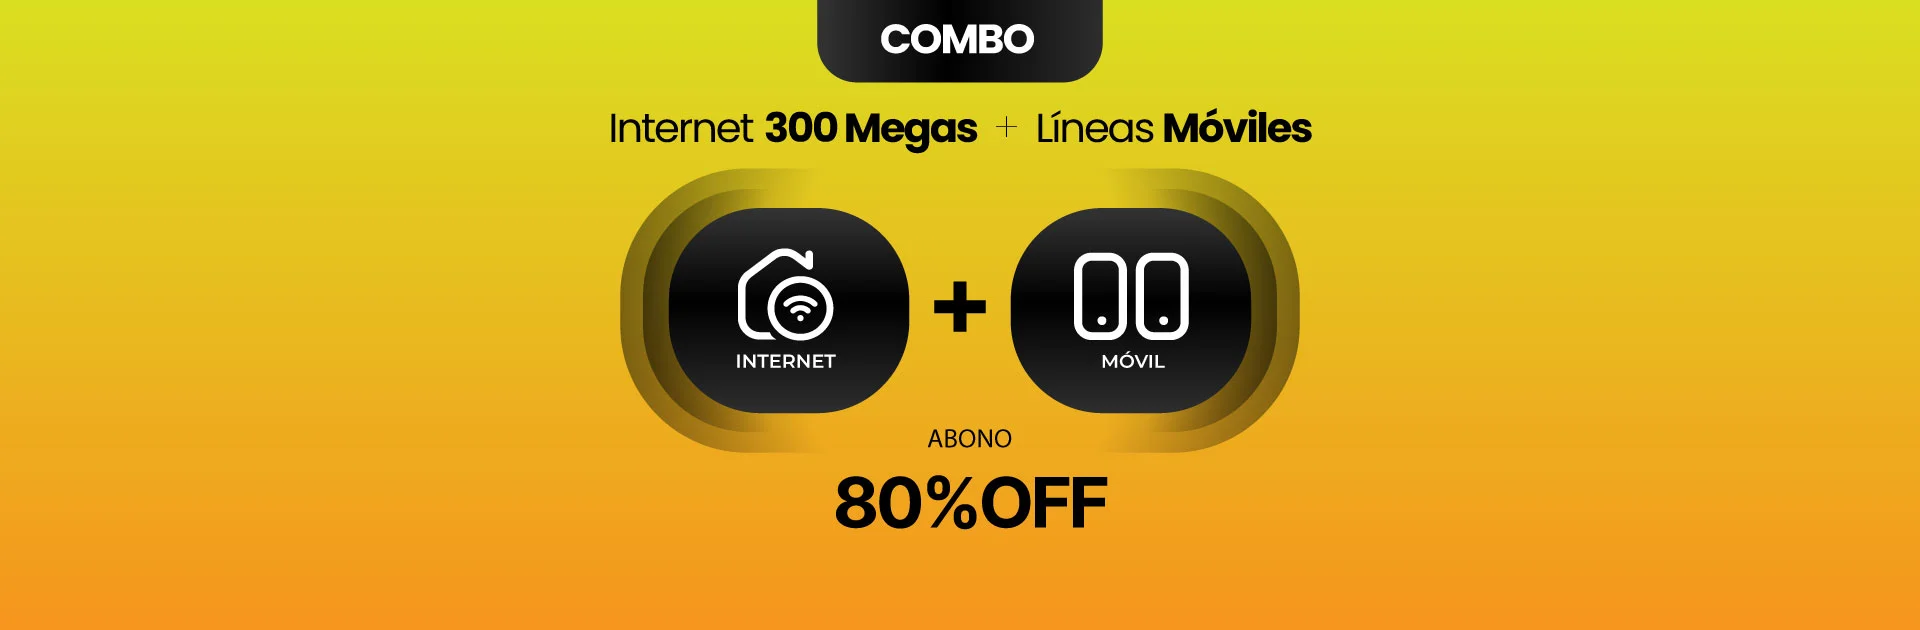 COMBO
Internet 300 Megas + Líneas Móviles
INTERNET + MÓVIL
ABONO
80%OFF